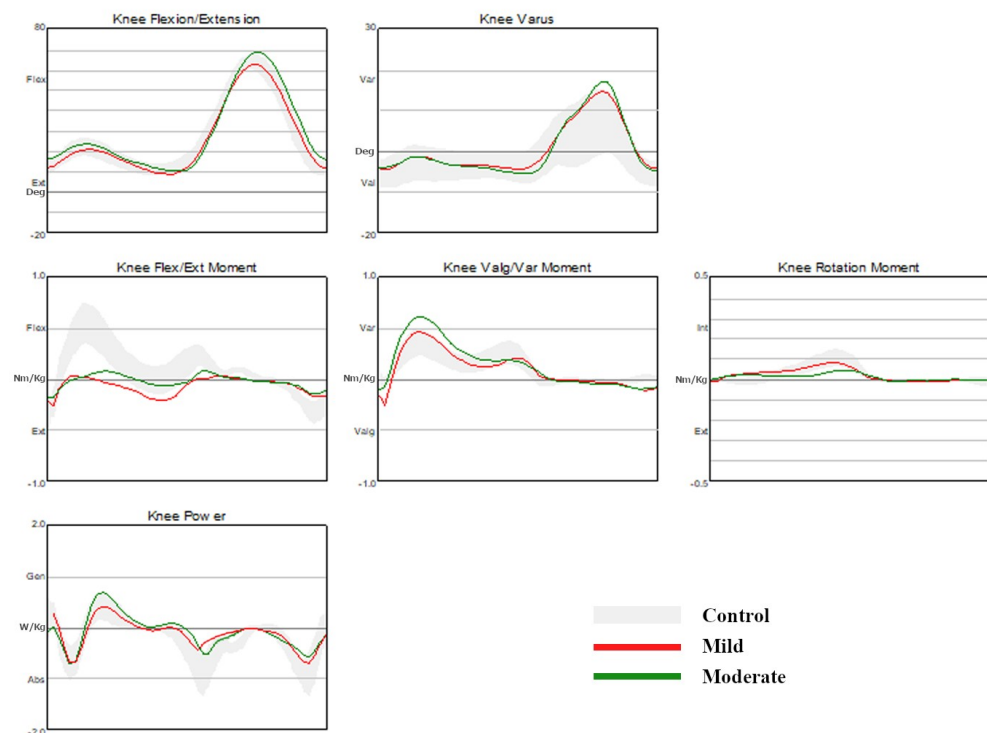 Knee Flexion/Extension
80
Flex
Ext
Deg
-20
Knee Varus
30
Var
Deg
Val
-20
Knee Flex/Ext Moment
1.0
Flex
Nm/Kg
Ext
-1.0
Knee Valg/Var Moment
1.0
Var
Nm/Kg
Valg
-1.0
Knee Rotation Moment
0.5
Int
Nm/Kg
Ext
-0.5
Knee Power
2.0
Gen
W/Kg
Abs
-2.0
Control
Mild
Moderate